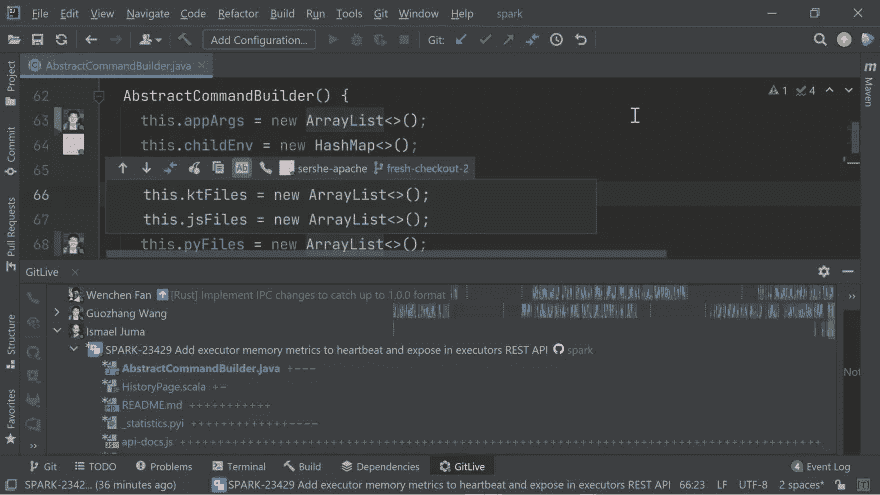 File Edit View Navigate Code Refactor Build Run Tools Git Window Help spark
Add Configuration... Git:
AbstractCommandBuilder.java
1 4
62 AbstractCommandBuilder() {
63 this.appArgs = new ArrayList<>();
64 this.childEnv = new HashMap<>();
65 Ab sershe-apache fresh-checkout-2
66 this.ktFiles = new ArrayList<>();
67 this.jsFiles = new ArrayList<>();
68 this.pyFiles = new ArrayList<>();
Project
Commit
Pull Requests
Structure
Favorites
Maven
GitLive
Wenchen Fan [Rust] Implement IPC changes to catch up to 1.0.0 format
Guozhang Wang
Ismael Juma
SPARK-23429 Add executor memory metrics to heartbeat and expose in executors REST API spark
AbstractCommandBuilder.java +---
HistoryPage.scala +-
README.md +++++++++++
_statistics.pyi
api-docs.js
Not
Git TODO Problems Terminal Build Dependencies GitLive 4 Event Log
SPARK-2342... (36 minutes ago) SPARK-23429 Add executor memory metrics to heartbeat and expose in executors REST API 66:23 LF UTF-8 2 spaces*